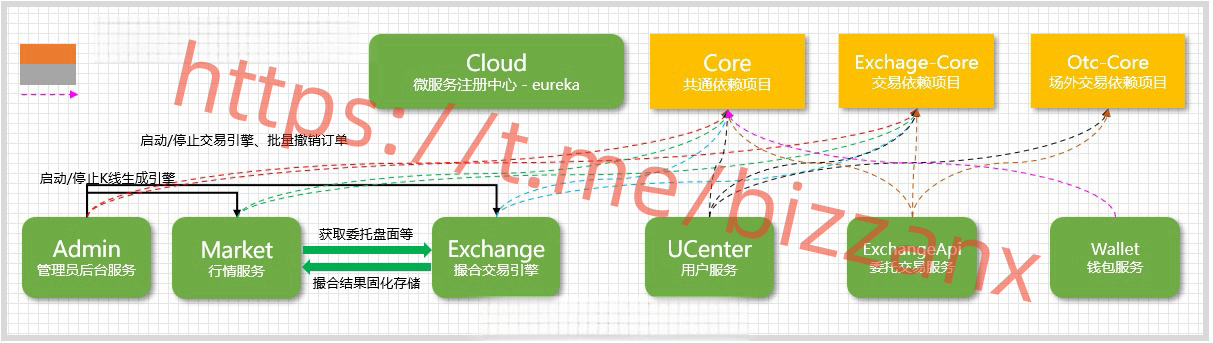 Cloud
微服务注册中心 - eureka
Core
共通依赖项目
Exchage-Core
交易依赖项目
Otc-Core
场外交易依赖项目
https://t.me/bizzanx
启动/停止交易引擎、批量撤销订单
启动/停止K线生成引擎
Admin
管理员后台服务
Market
行情服务
获取委托盘面等
撮合结果固化存储
Exchange
撮合交易引擎
UCenter
用户服务
ExchangeApi
委托交易服务
Wallet
钱包服务